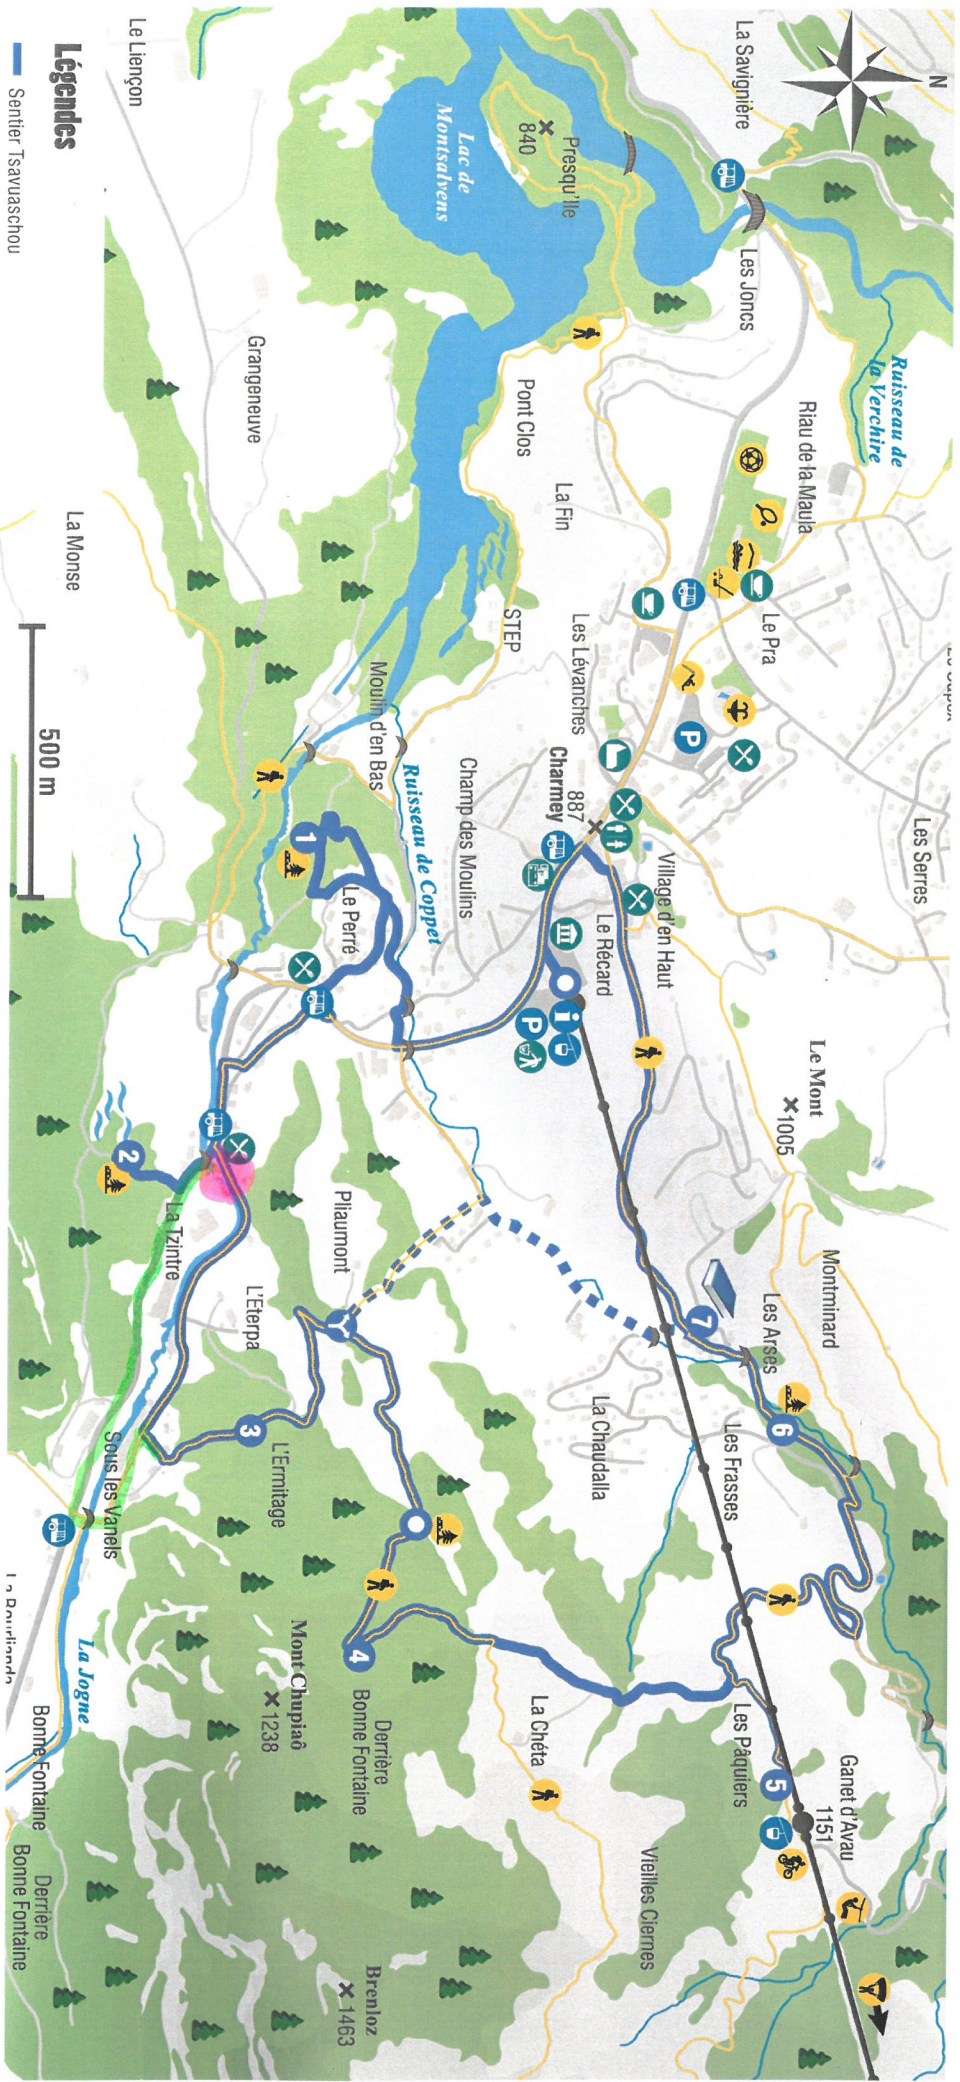 N
La Savignière
Ruisseau de
la Verchire
Les Serres
Riau de la Maula
Le Pra
Les Joncs
Le Mont
1005
Montminard
Ganet d'Avau
1151
Les Arses
7
6
5
Village d'en Haut
Les Frasses
Les Pâquiers
P
Presqu'Ile
840
La Fin
Les Lévanches
887
Charmey
Le Récard
i
P
La Chaudalla
Vieilles Ciernes
Pont Clos
STEP
La Chéta
Lac de
Montsalvens
Champ des Moulins
Ruisseau de Coppet
Moulin d'en Bas
Le Perré
1
Pliaumont
4
Derrière
Bonne Fontaine
Brenloz
1463
Grangeneuve
L'Eterpa
3
L'Ermitage
Mont Chupiaô
1238
Le Liençon
2
La Tzintre
Sous les Vanels
La Jogne
La Monse
Bonne Fontaine
Derrière
Bonne Fontaine
500 m
Légendes
Sentier Tsavuaschou